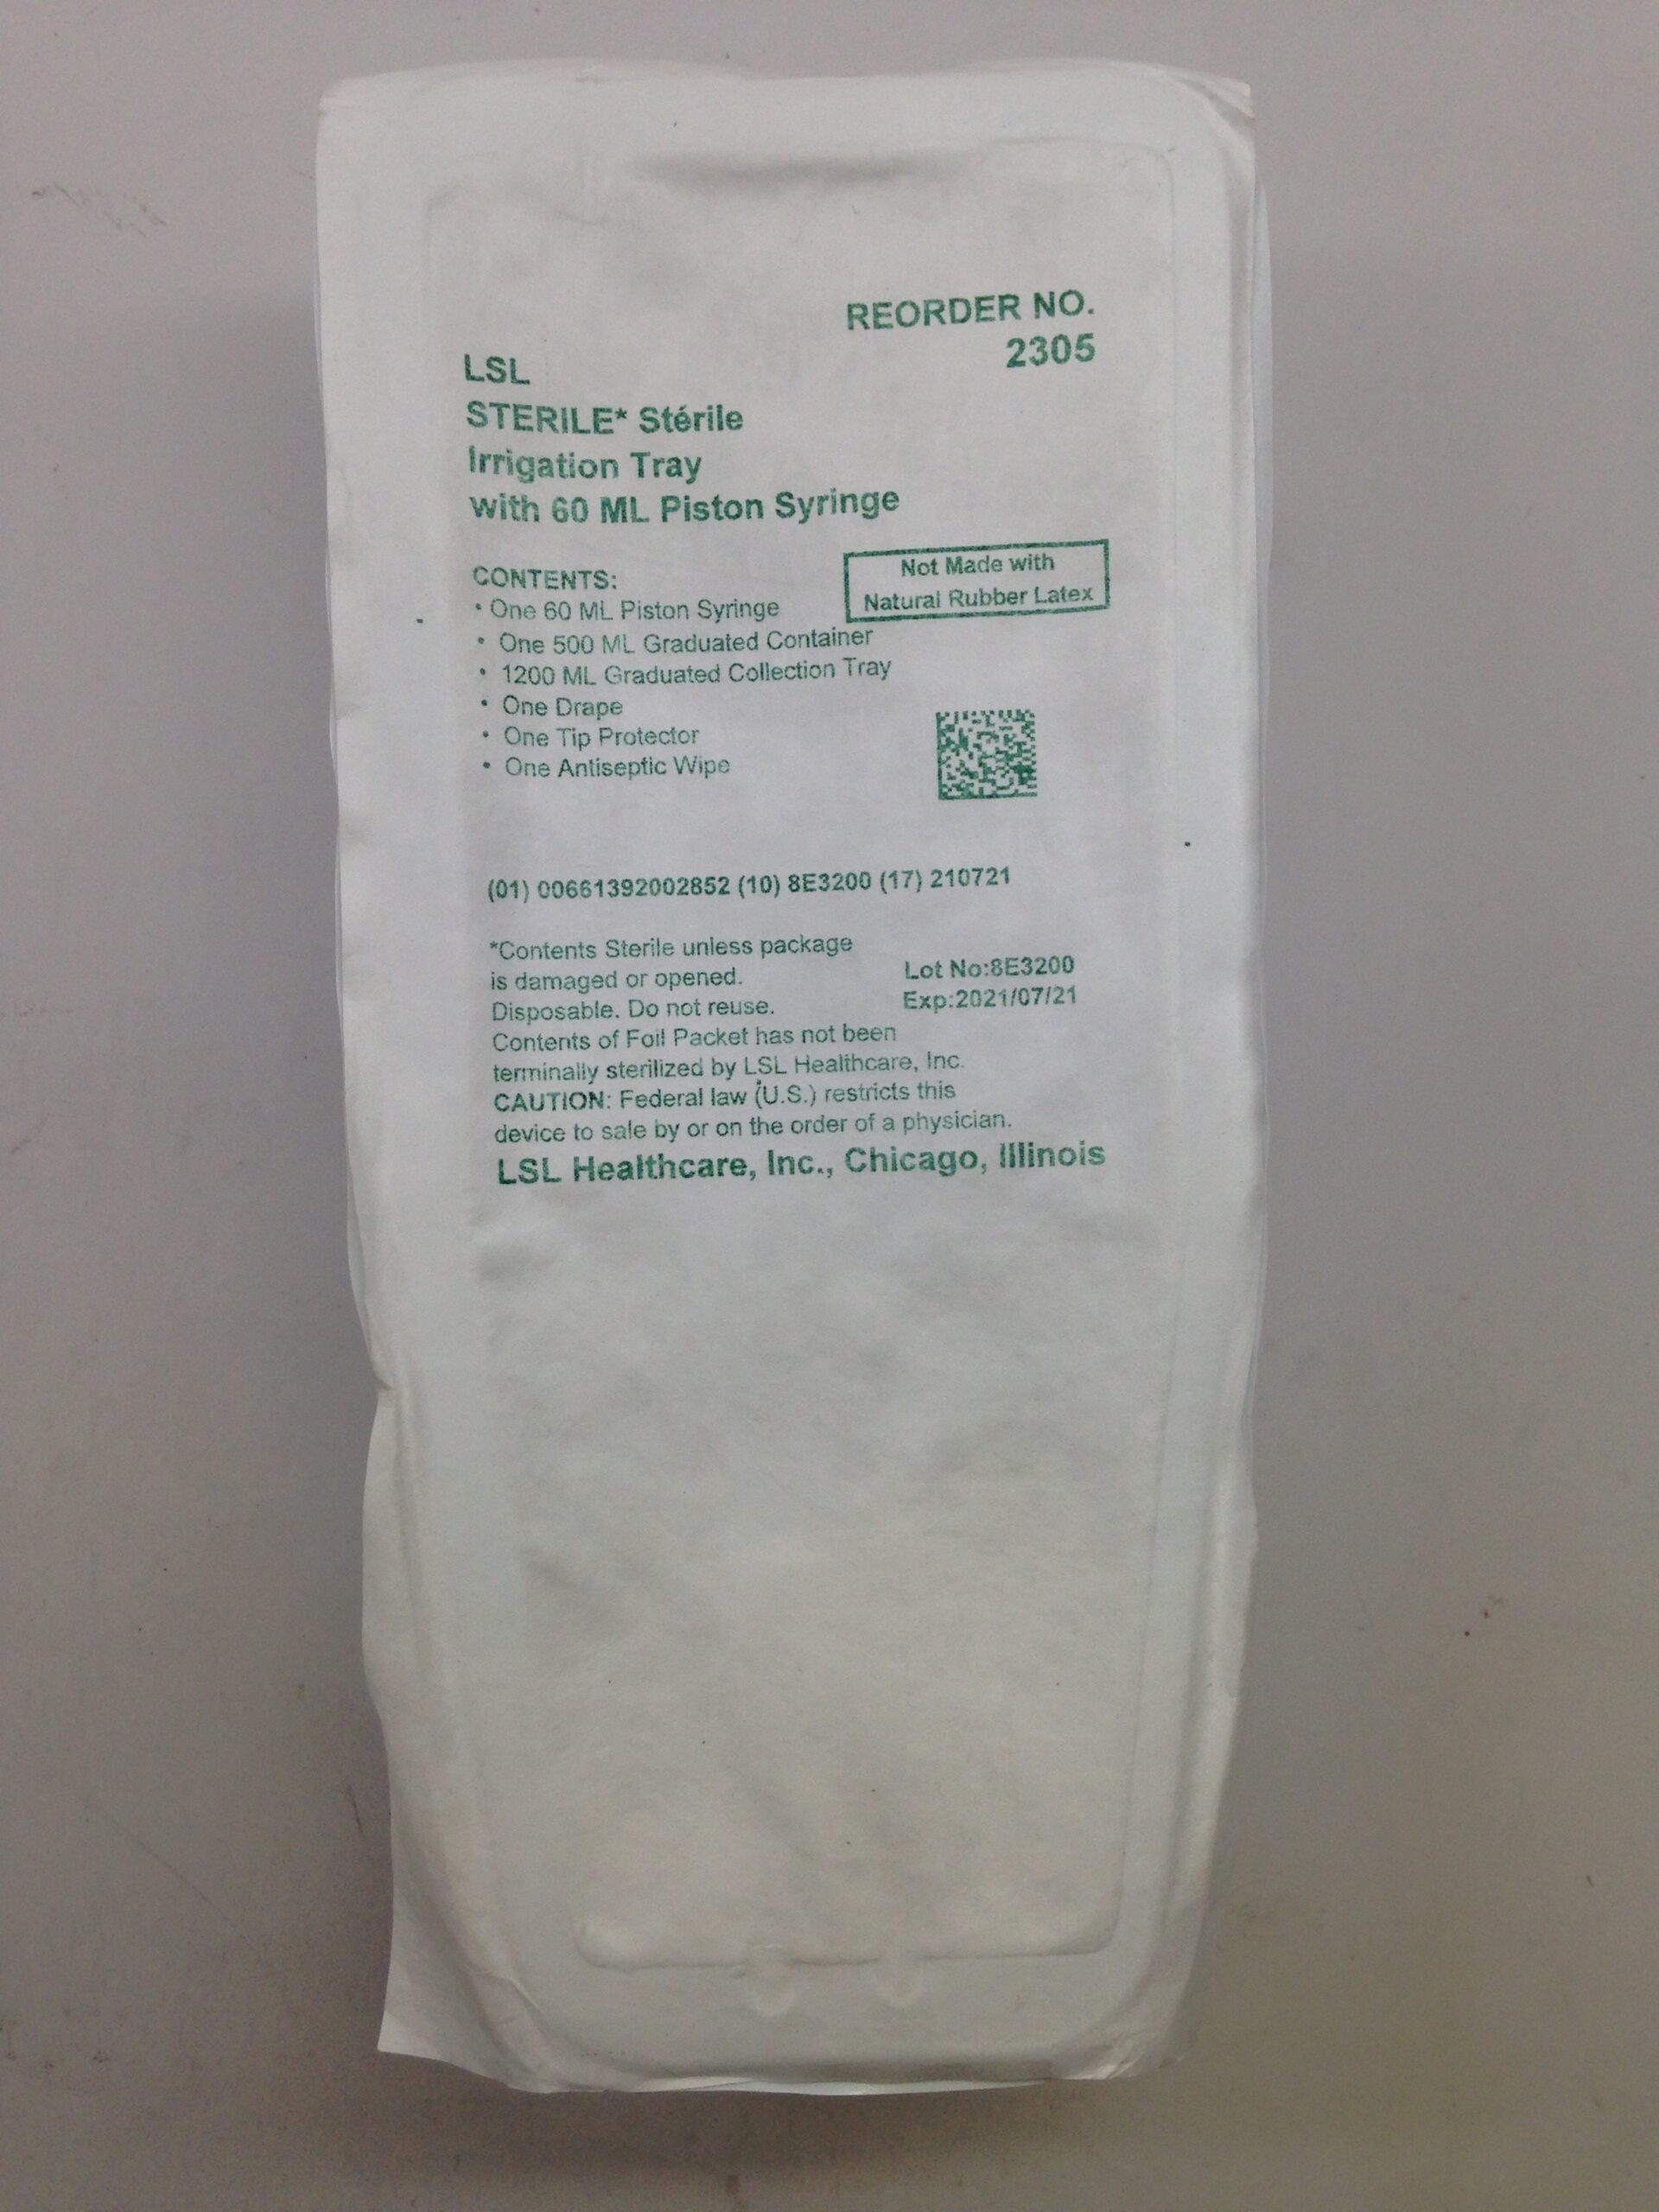 REORDER NO.
2305
LSL
STERILE* Stérile
Irrigation Tray
with 60 ML Piston Syringe
Not Made with
Natural Rubber Latex
CONTENTS:
• One 60 ML Piston Syringe
• One 500 ML Graduated Container
• 1200 ML Graduated Collection Tray
• One Drape
• One Tip Protector
• One Antiseptic Wipe
(01) 00661392002852 (10) 8E3200 (17) 210721
*Contents Sterile unless package
is damaged or opened.
Disposable. Do not reuse.
Lot No:8E3200
Exp:2021/07/21
Contents of Foil Packet has not been
terminally sterilized by LSL Healthcare, Inc.
CAUTION: Federal law (U.S.) restricts this
device to sale by or on the order of a physician.
LSL Healthcare, Inc., Chicago, Illinois